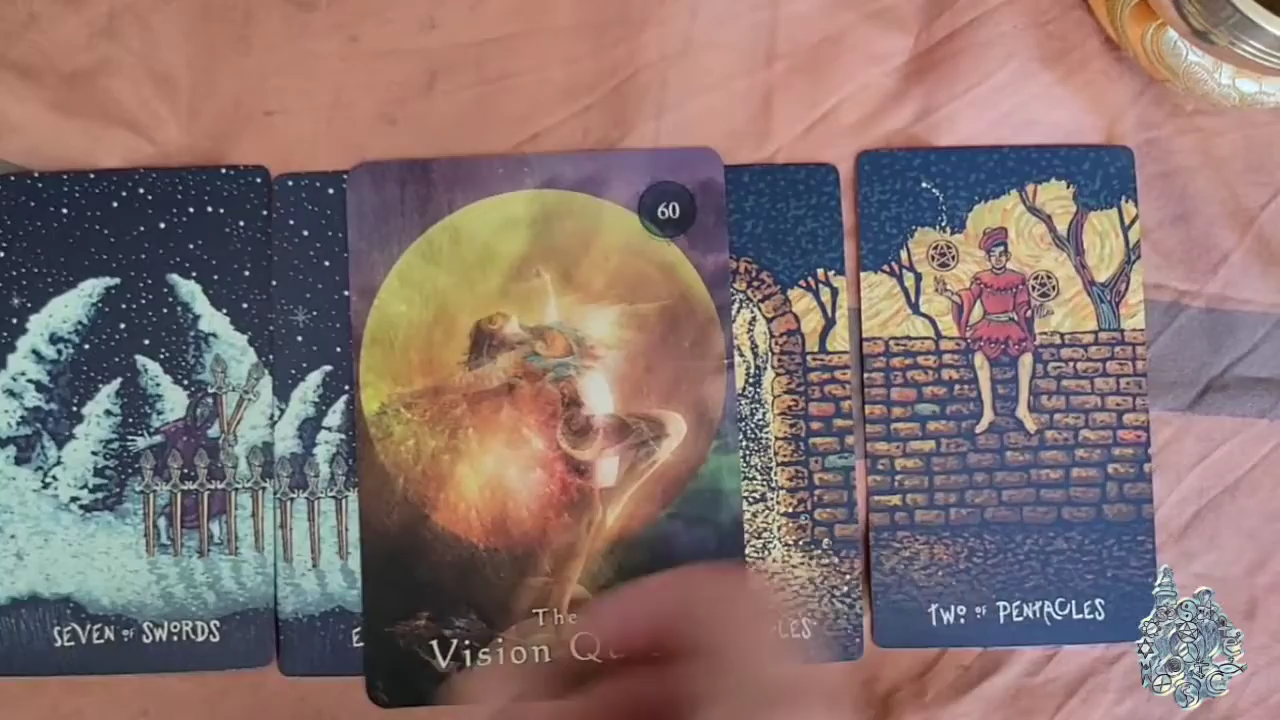 60
SEVEN OF SWORDS
The
Vision
TWO OF PENTACLES